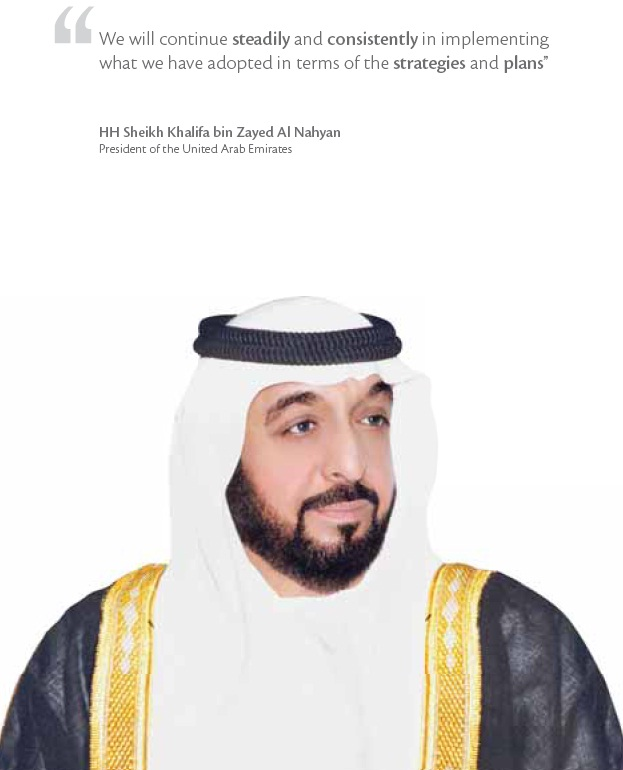 “
We will continue steadily and consistently in implementing
what we have adopted in terms of the strategies and plans”
HH Sheikh Khalifa bin Zayed Al Nahyan
President of the United Arab Emirates